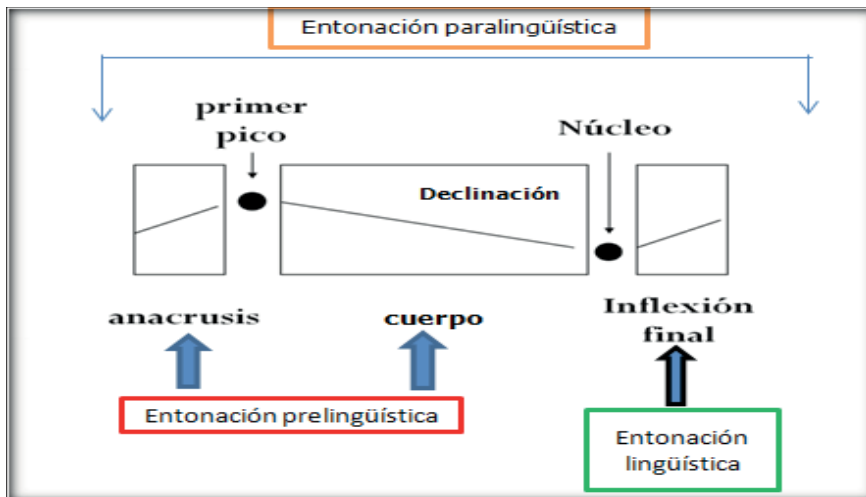 Entonación paralingüística
primer
pico
Núcleo
Declinación
anacrusis
cuerpo
Inflexión
final
Entonación prelingüística
Entonación
lingüística